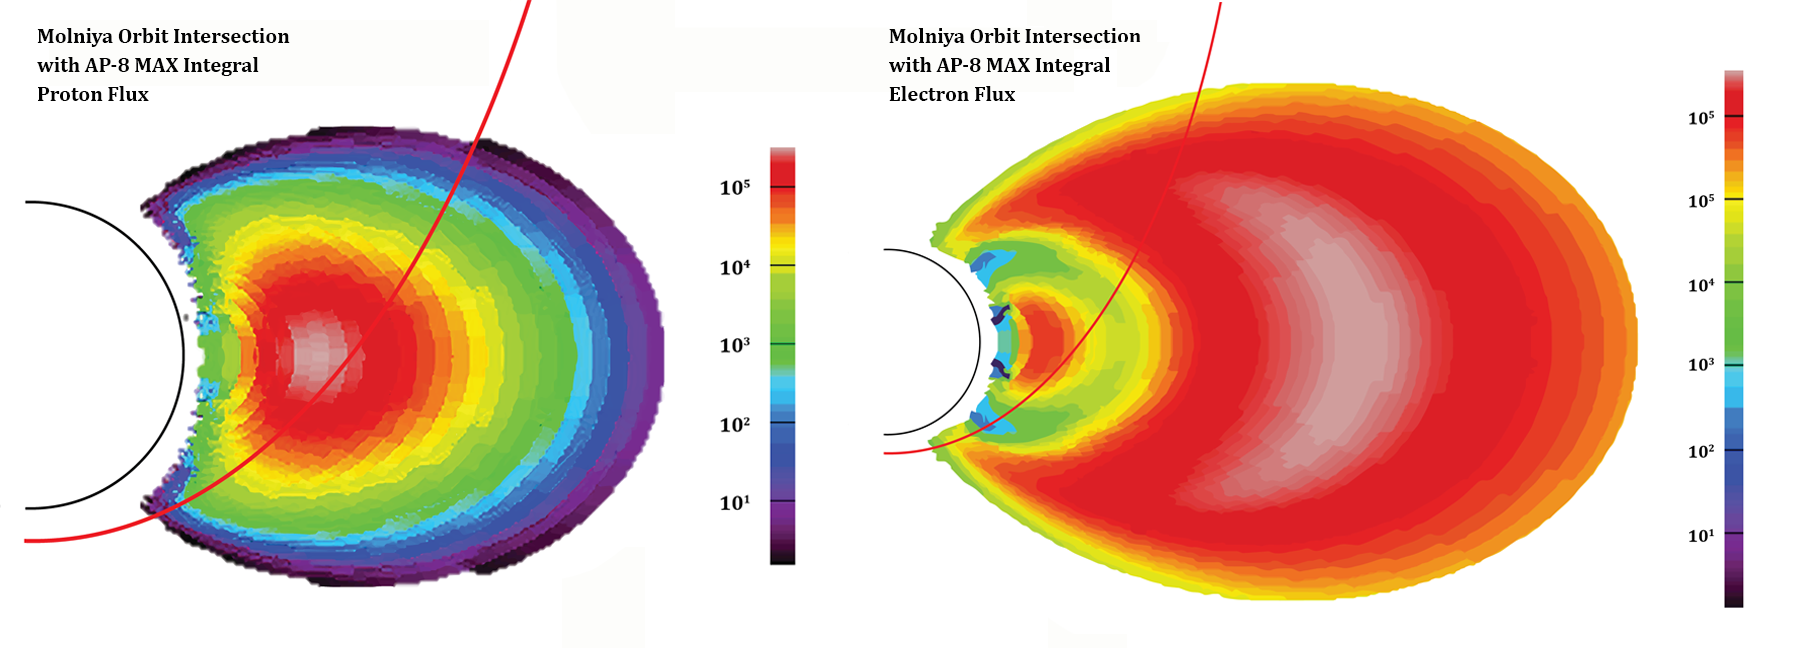 Molniya Orbit Intersection
with AP-8 MAX Integral
Proton Flux
10⁵
10⁴
10³
10²
10¹
Molniya Orbit Intersection
with AP-8 MAX Integral
Electron Flux
10⁵
10⁵
10⁴
10³
10²
10¹